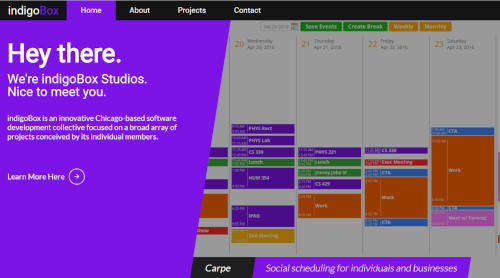 indigoBox Home About Projects Contact
Hey there.
We're indigoBox Studios.
Nice to meet you.
indigoBox is an innovative Chicago-based software
development collective focused on a broad array of
projects conceived by its individual members.
Learn More Here
Save Events Create Break Weekly Monthly
20 Wednesday Apr 20, 2016
21 Thursday Apr 21, 2016
22 Friday Apr 22, 2016
23 Saturday Apr 23, 2016
PHYS Rect
PHYS Lab
CS 330
Lunch
HUM 354
IPRO
PHYS 221
Lunch
Jimmy John's!
CS 429
Work
CS 330
Exec Meeting
CTA
Work
CTA
CTA
Work
CTA
Meet w/ Parents
Carpe Social scheduling for individuals and businesses